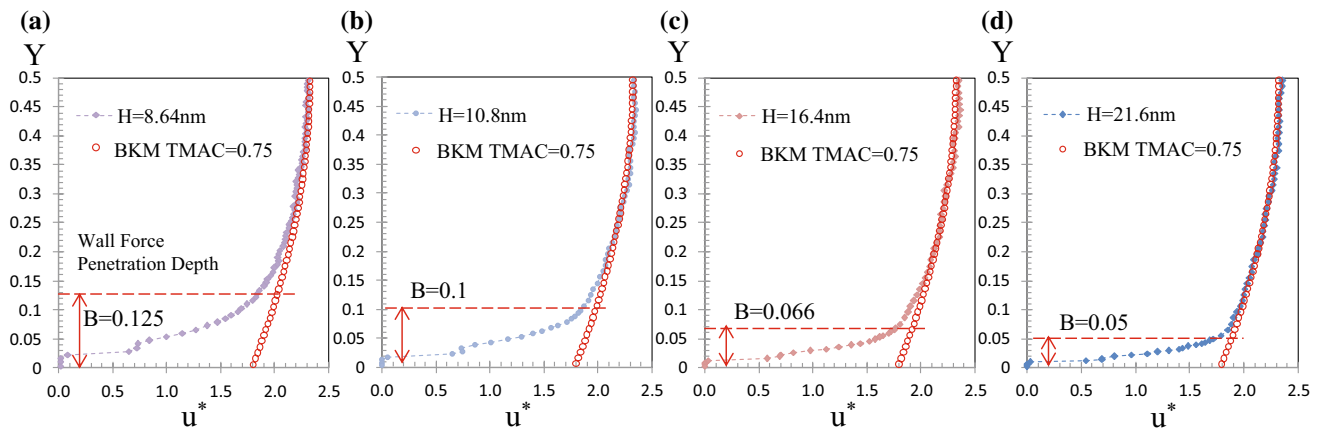 (a)
Y
0.5
0.45
0.4
0.35
0.3
0.25
0.2
0.15
0.1
0.05
0
H=8.64nm
BKM TMAC=0.75
Wall Force
Penetration Depth
B=0.125
0.0 0.5 1.0 1.5 2.0 2.5
u*
(b)
Y
0.5
0.45
0.4
0.35
0.3
0.25
0.2
0.15
0.1
0.05
0
H=10.8nm
BKM TMAC=0.75
B=0.1
0.0 0.5 1.0 1.5 2.0 2.5
u*
(c)
Y
0.5
0.45
0.4
0.35
0.3
0.25
0.2
0.15
0.1
0.05
0
H=16.4nm
BKM TMAC=0.75
B=0.066
0.0 0.5 1.0 1.5 2.0 2.5
u*
(d)
Y
0.5
0.45
0.4
0.35
0.3
0.25
0.2
0.15
0.1
0.05
0
H=21.6nm
BKM TMAC=0.75
B=0.05
0.0 0.5 1.0 1.5 2.0 2.5
u*